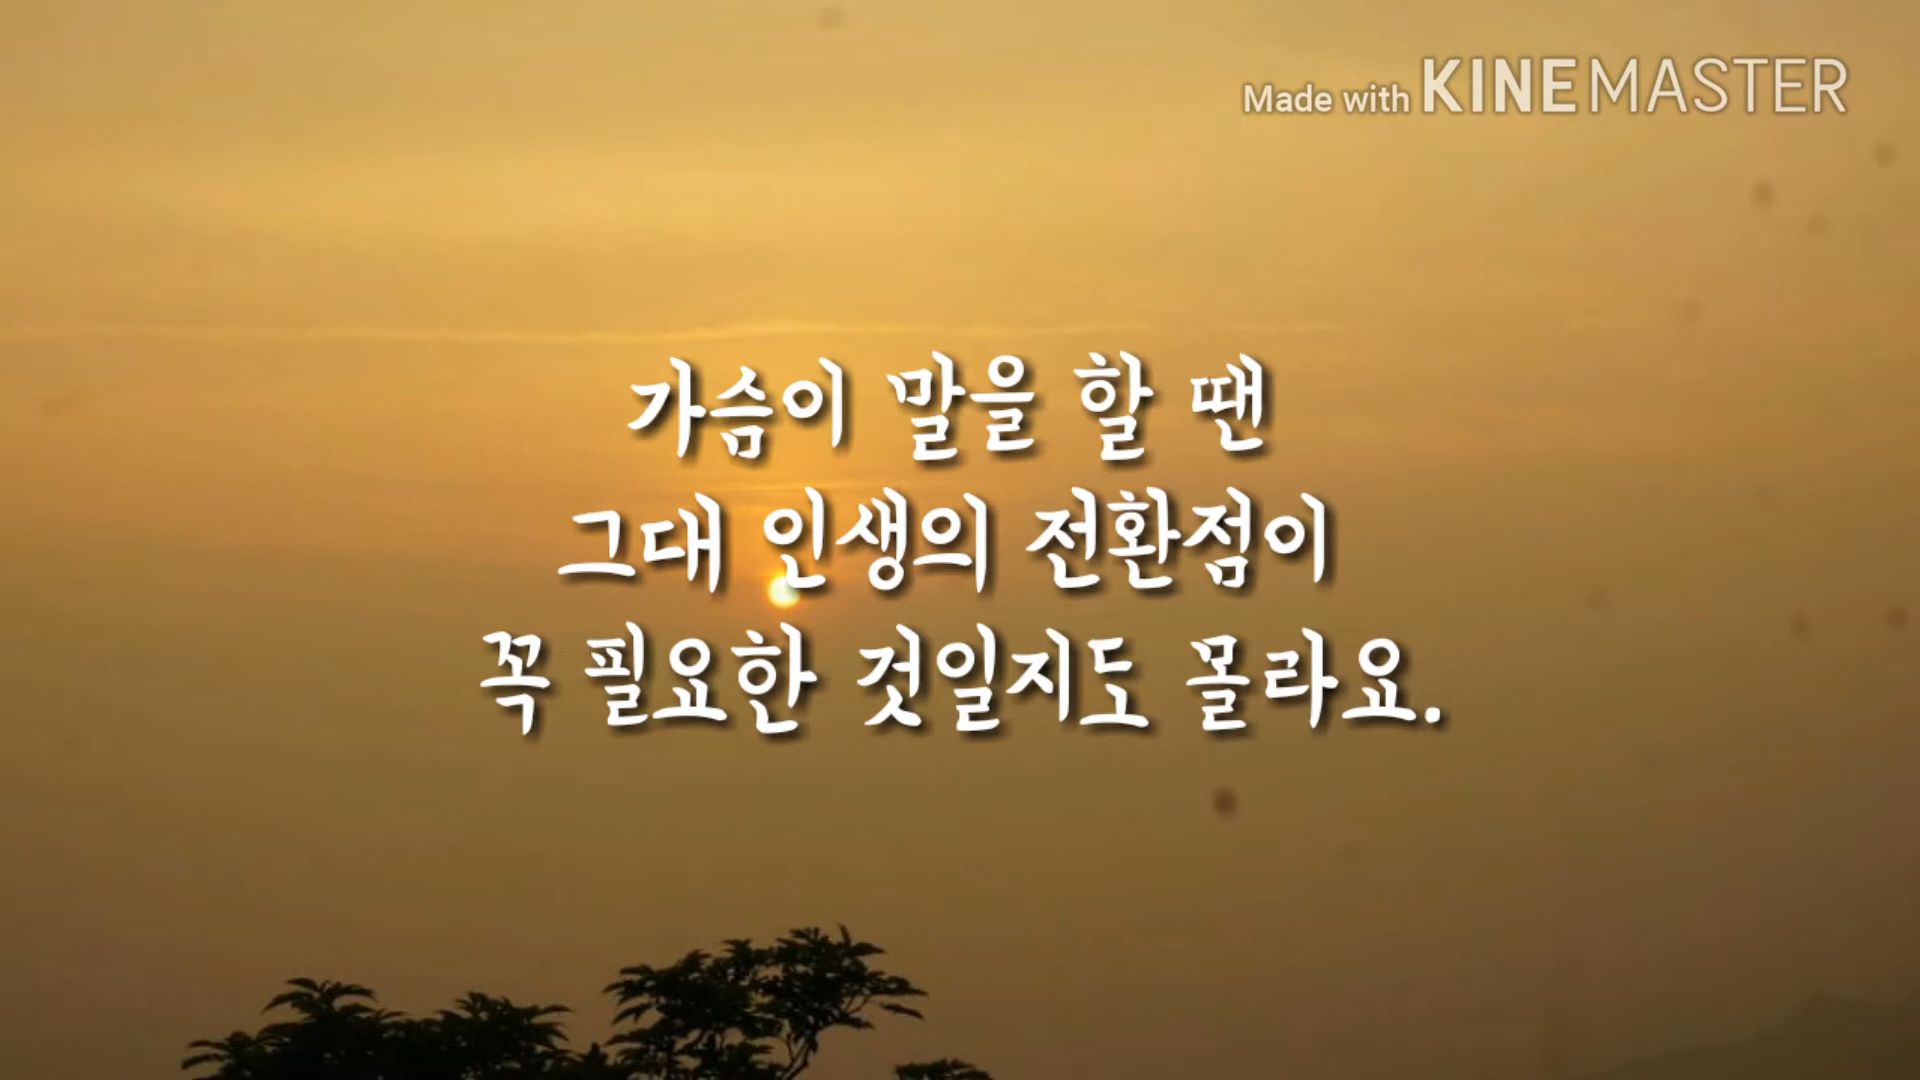 Made with KINEMASTER
가슴이 말을 할 땐
그대 인생의 전환점이
꼭 필요한 것일지도 몰라요.